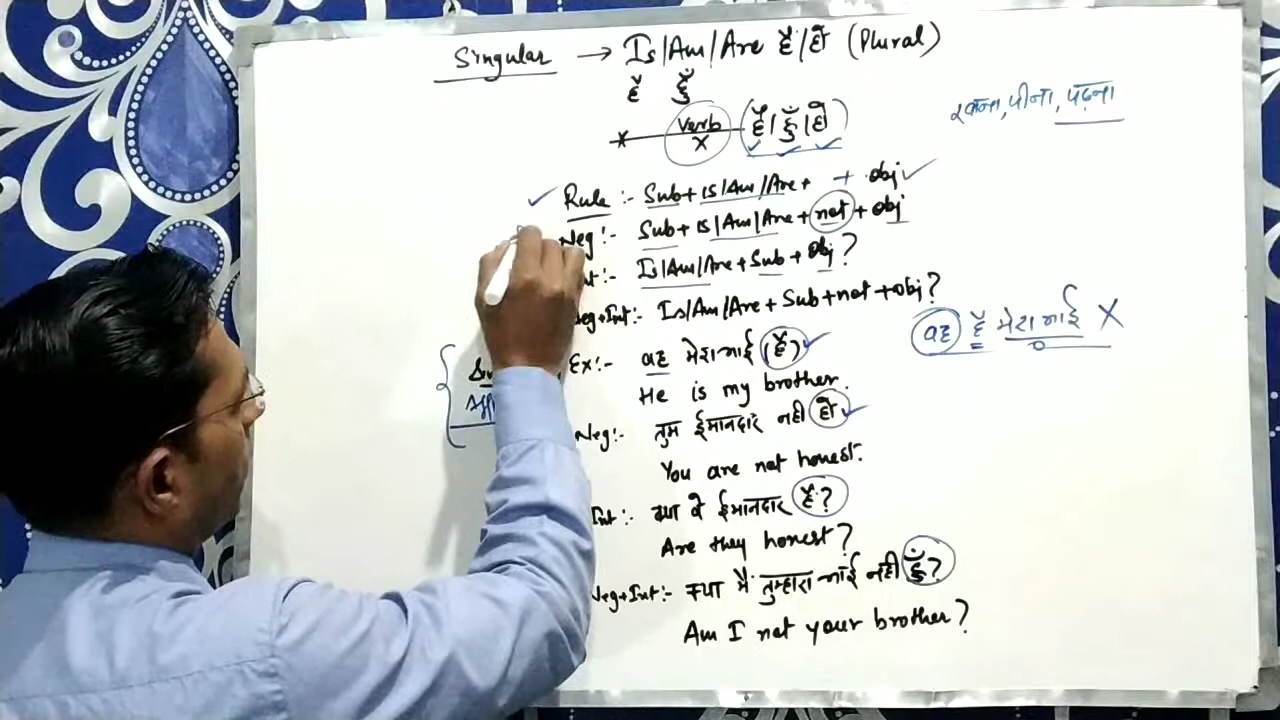 Singular → Is/Am/Are हैं/हो (Plural)
है हूँ
खाना, पीना, पढ़ना
× verb × है/हूँ/हो
Rule :- Sub + is/Am/Are + + obj
Neg :- Sub + is/Am/Are + not + obj
Is/Am/Are + Sub + Obj?
Neg+Int:- Is/Am/Are + Sub + not + obj?
वह है मेरा भाई ×
Ex:- वह मेरा भाई (है)
He is my brother.
Neg:- तुम ईमानदार नही हो
You are not honest.
Int:- क्या वे ईमानदार हैं?
Are they honest?
Neg+Int:- क्या मैं तुम्हारा भाई नही हूँ?
Am I not your brother?